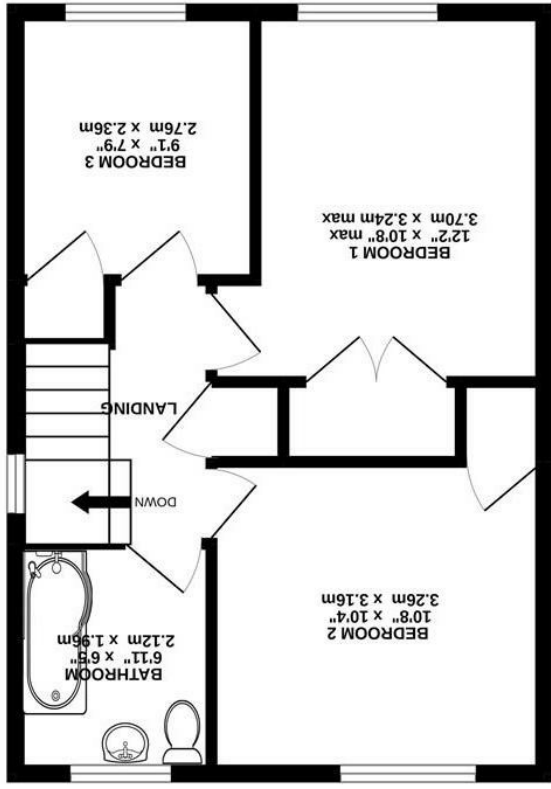 BEDROOM 2
10'8" x 10'4"
3.26m x 3.16m
BATHROOM
6'11" x 6'5"
2.12m x 1.96m
DOWN
LANDING
BEDROOM 1
12'2" x 10'8" max
3.70m x 3.24m max
BEDROOM 3
9'1" x 7'9"
2.76m x 2.36m